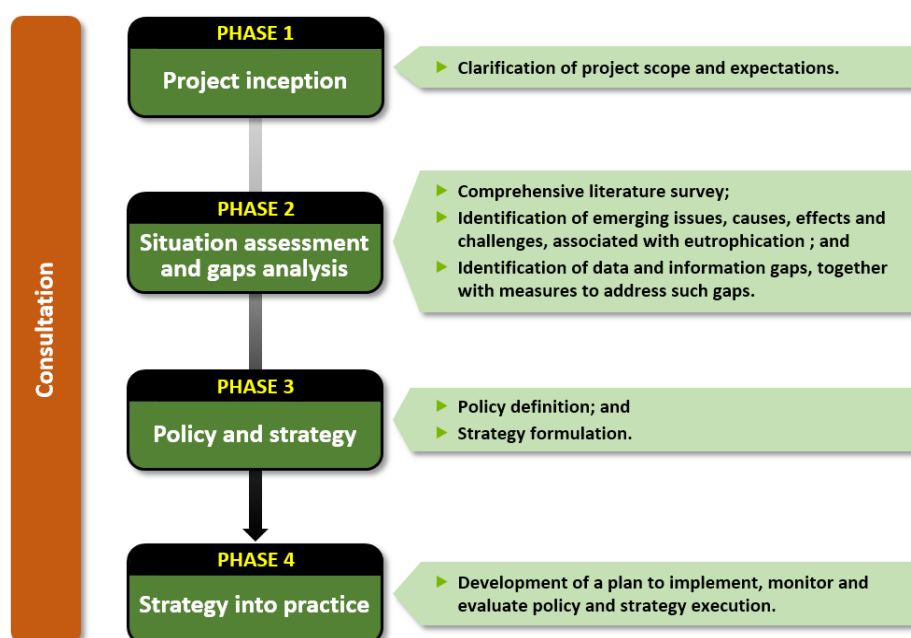 Consultation
PHASE 1
Project inception
Clarification of project scope and expectations.
PHASE 2
Situation assessment
and gaps analysis
Comprehensive literature survey;
Identification of emerging issues, causes, effects and
challenges, associated with eutrophication ; and
Identification of data and information gaps, together
with measures to address such gaps.
PHASE 3
Policy and strategy
Policy definition; and
Strategy formulation.
PHASE 4
Strategy into practice
Development of a plan to implement, monitor and
evaluate policy and strategy execution.